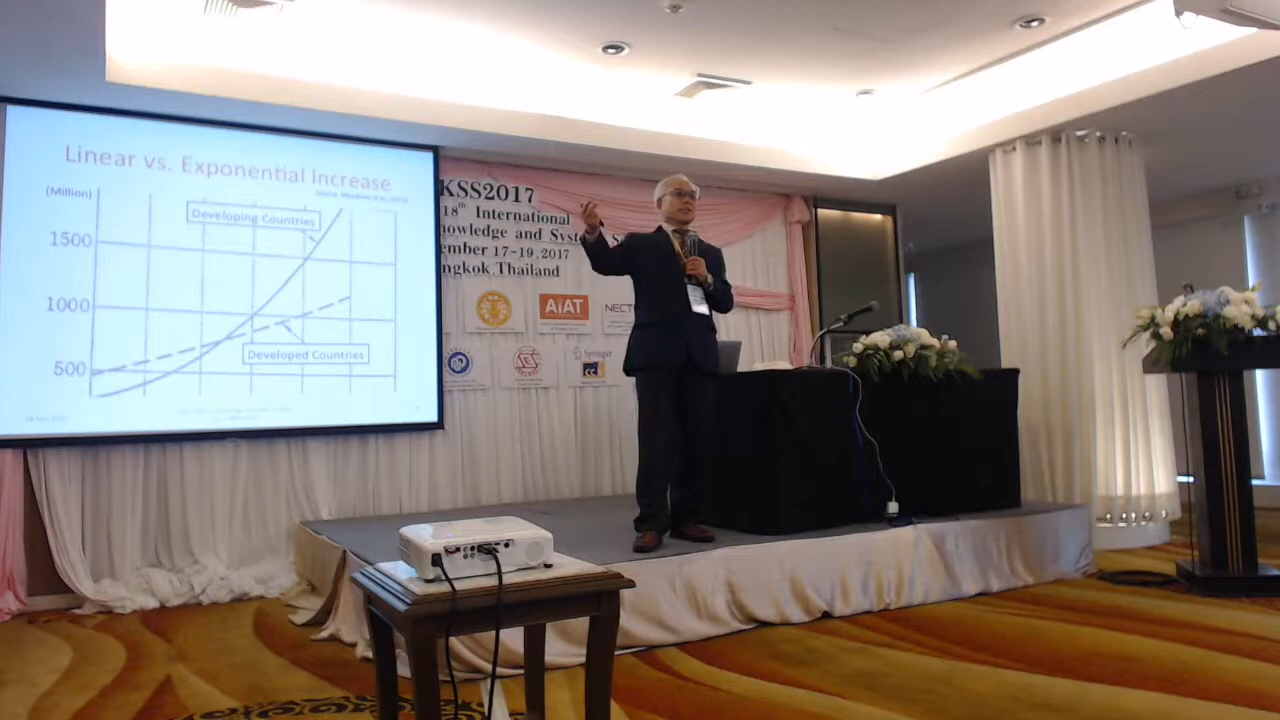 Linear vs. Exponential Increase
(Million)
Developing Countries
1500
1000
Developed Countries
500
KSS2017
18th International
nowledge and Syst
ember 17-19, 2017
ngkok, Thailand
AiAT
NECT
Springer